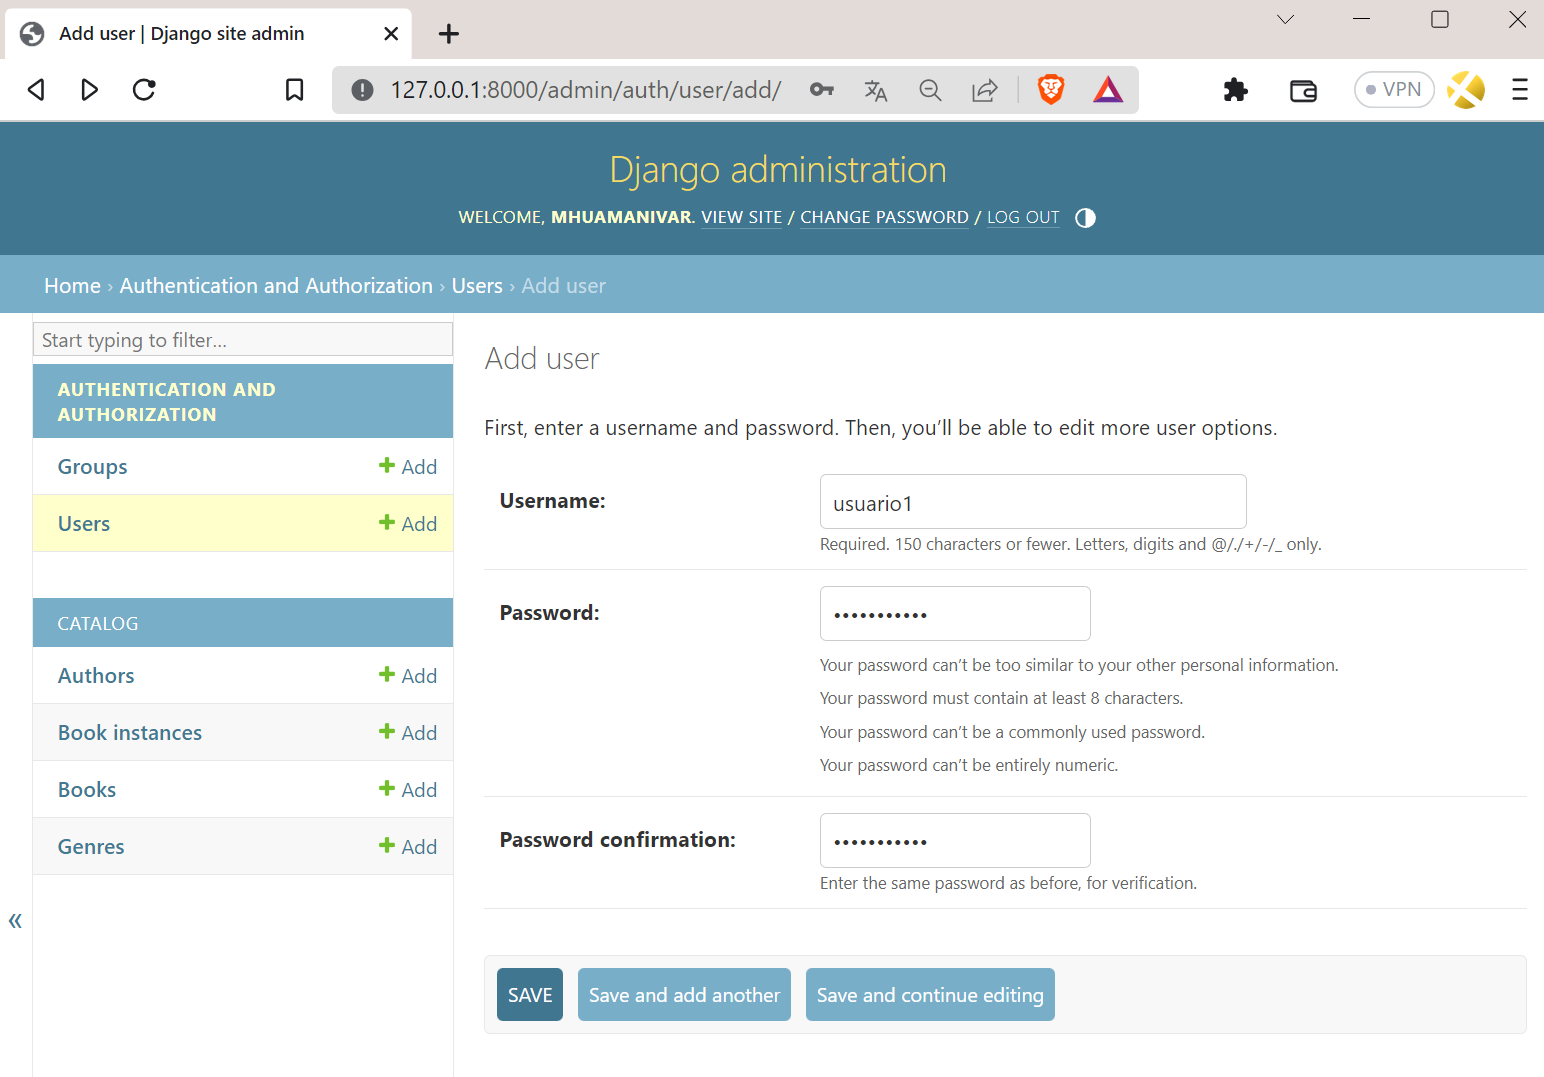 Add user | Django site admin
127.0.0.1:8000/admin/auth/user/add/
VPN
Django administration
WELCOME, MHUAMANIVAR. VIEW SITE / CHANGE PASSWORD / LOG OUT
Home › Authentication and Authorization › Users › Add user
Start typing to filter...
AUTHENTICATION AND
AUTHORIZATION
Groups Add
Users Add
CATALOG
Authors Add
Book instances Add
Books Add
Genres Add
«
Add user
First, enter a username and password. Then, you’ll be able to edit more user options.
Username: usuario1
Required. 150 characters or fewer. Letters, digits and @/./+/-/_ only.
Password: •••••••••••
Your password can’t be too similar to your other personal information.
Your password must contain at least 8 characters.
Your password can’t be a commonly used password.
Your password can’t be entirely numeric.
Password confirmation: •••••••••••
Enter the same password as before, for verification.
SAVE Save and add another Save and continue editing